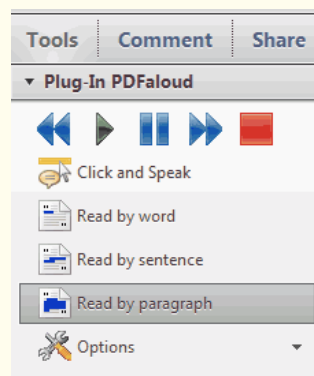 Tools Comment Share
Plug-In PDFaloud
Click and Speak
Read by word
Read by sentence
Read by paragraph
Options